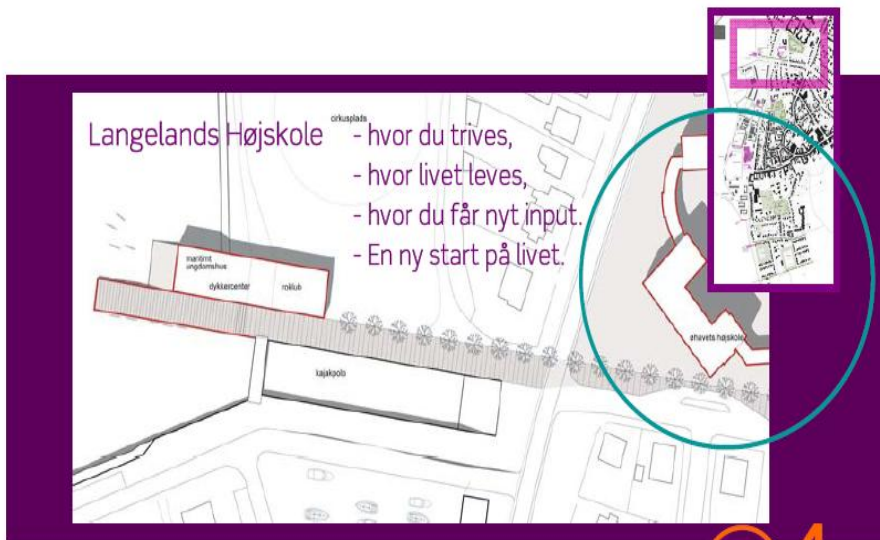 cirkusplads
Langelands Højskole - hvor du trives,
- hvor livet leves,
- hvor du får nyt input.
- En ny start på livet.
maritimt
ungdomshus
dykkercenter roklub
kajakpolo
øhavets højskole